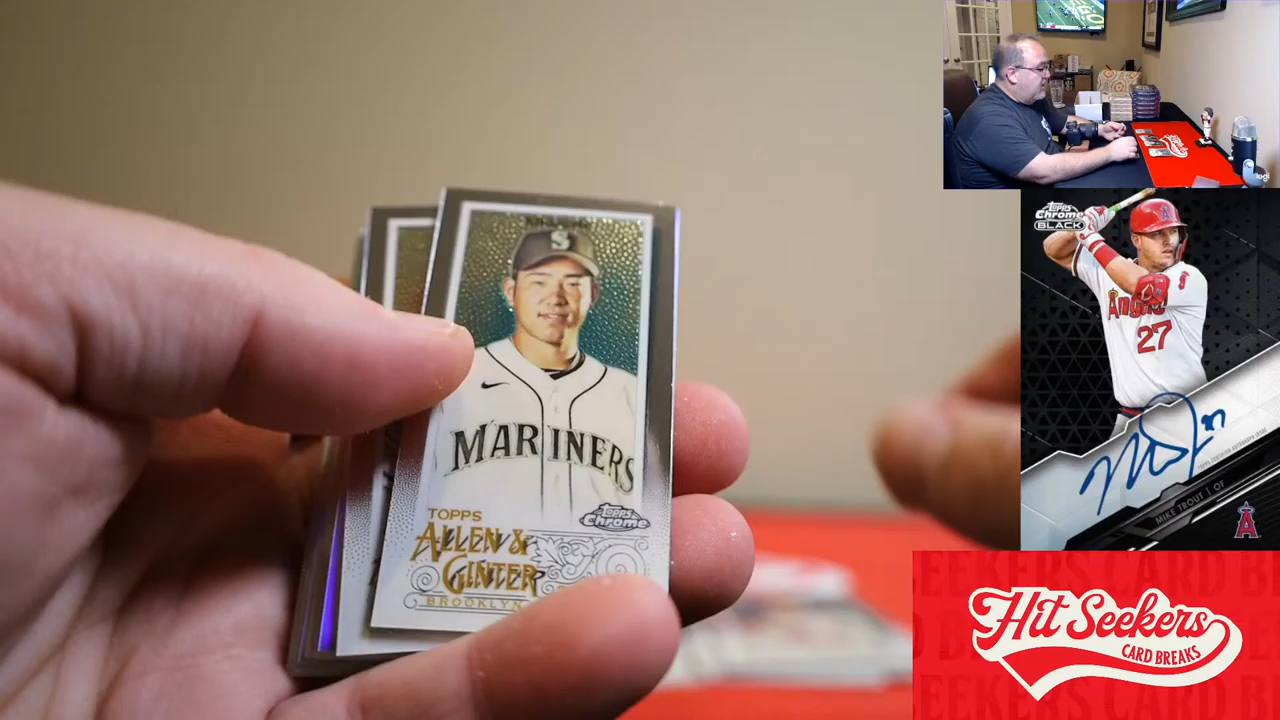 S
MARINERS
Topps
Chrome
TOPPS
ALLEN &
GINTER
BROOKLYN
logi
Topps
Chrome
BLACK
A
Angels
27
MIKE TROUT | OF
A
Hit Seekers
CARD BREAKS